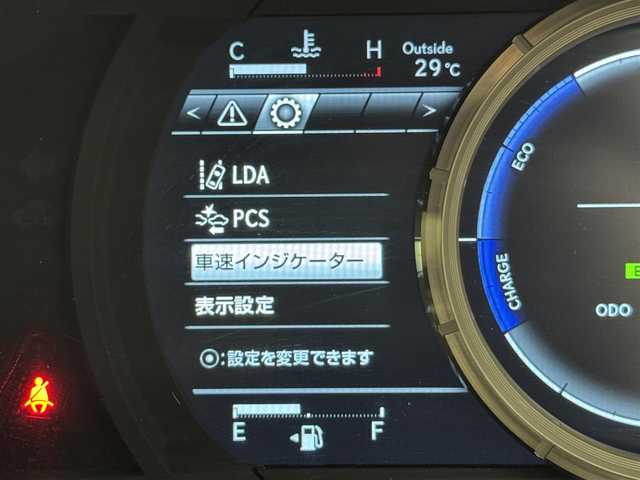 C H Outside
29℃
< >
LDA
PCS
車速インジケーター
表示設定
◉:設定を変更できます
E F
ECO
CHARGE
ODO